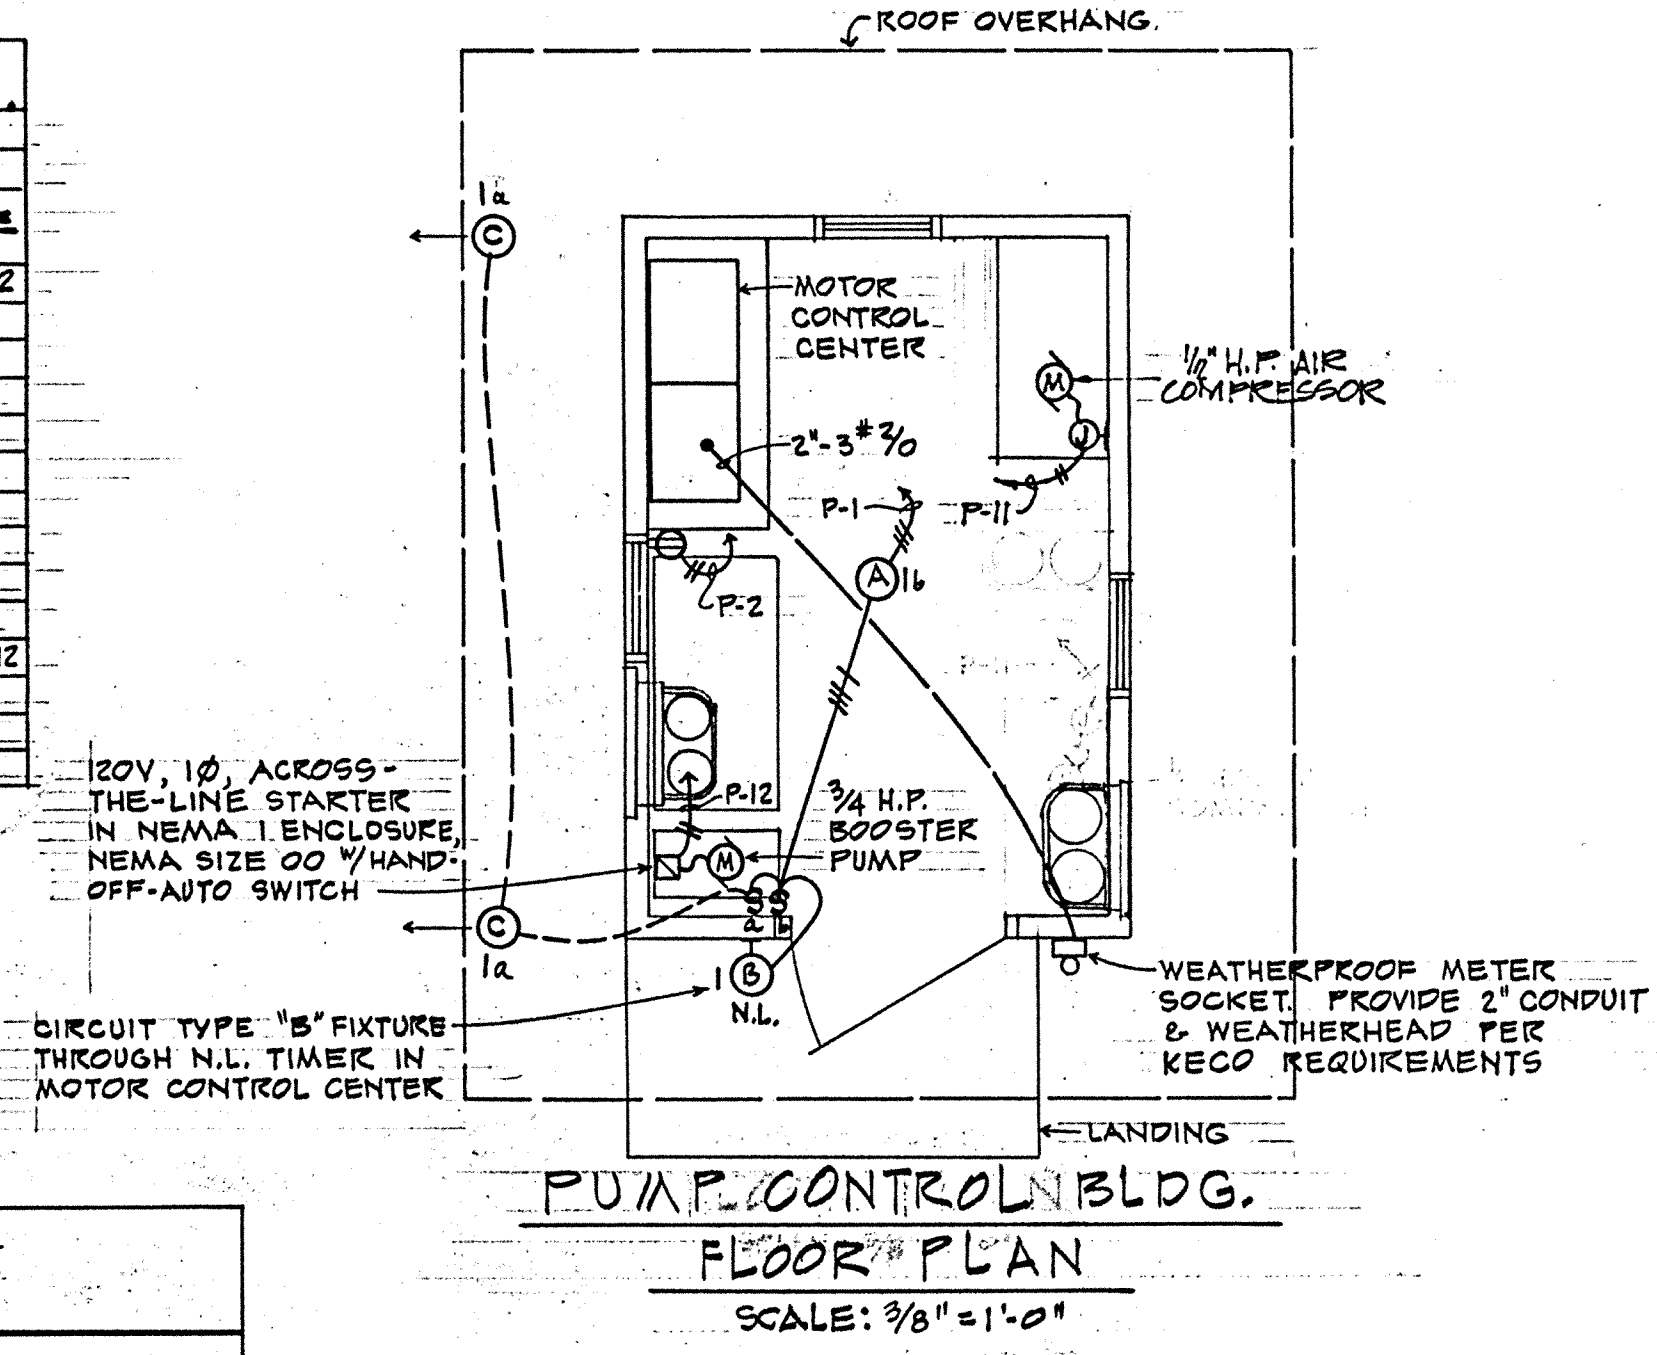 ROOF OVERHANG.
1a
C
2
MOTOR
CONTROL
CENTER
H.P. AIR
COMPRESSOR
M
J
2"-3#2/0
P-1
P-11
A
1b
P-2
12
120V, 1Ø, ACROSS-
THE-LINE STARTER
IN NEMA 1 ENCLOSURE,
NEMA SIZE 00 W/HAND-
OFF-AUTO SWITCH
P-12
3/4 H.P.
BOOSTER
PUMP
M
S
S
a
b
C
1a
1
B
N.L.
CIRCUIT TYPE "B" FIXTURE
THROUGH N.L. TIMER IN
MOTOR CONTROL CENTER
WEATHERPROOF METER
SOCKET. PROVIDE 2" CONDUIT
& WEATHERHEAD PER
KECO REQUIREMENTS
LANDING
PUMP CONTROL BLDG.
FLOOR PLAN
SCALE: 3/8" = 1'-0"